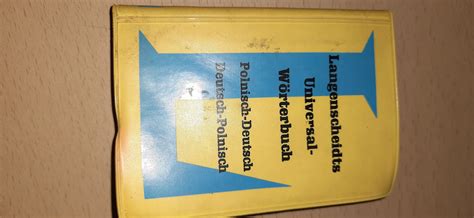 Langenscheidts
Universal-
Wörterbuch
Polnisch-Deutsch
Deutsch-Polnisch